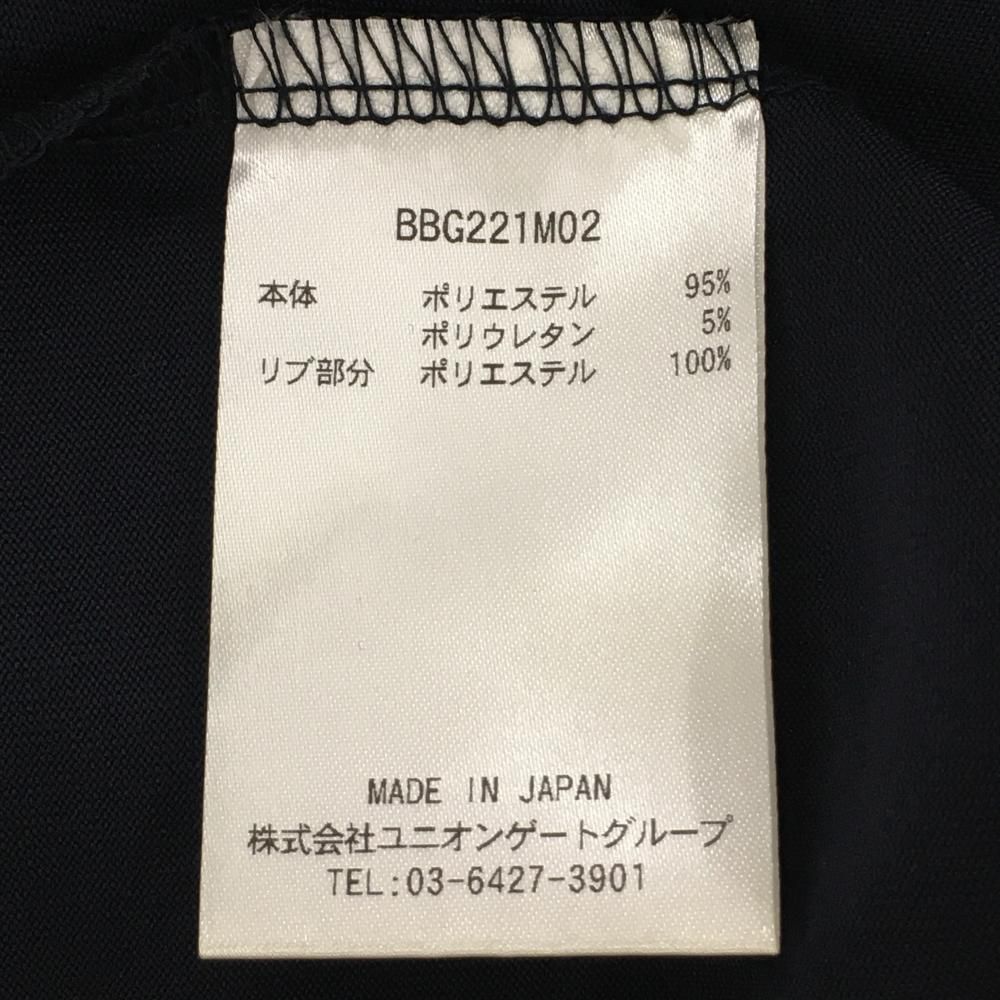 BBG221M02
本体 ポリエステル 95%
ポリウレタン 5%
リブ部分 ポリエステル 100%
MADE IN JAPAN
株式会社ユニオンゲートグループ
TEL:03-6427-3901